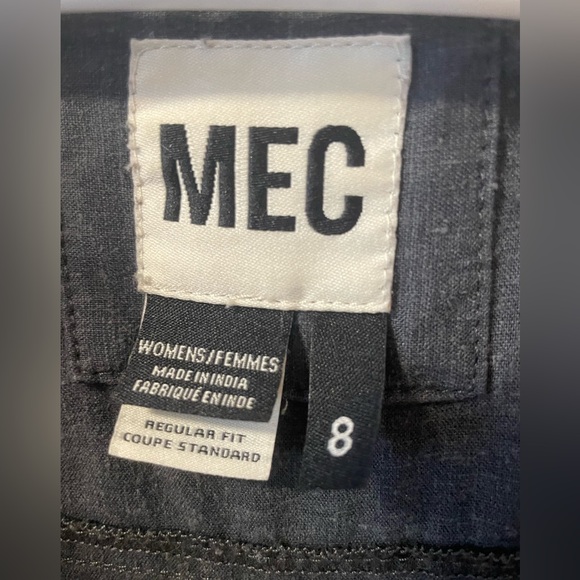 MEC
WOMENS/FEMMES
MADE IN INDIA
FABRIQUÉ EN INDE
REGULAR FIT
COUPE STANDARD
8